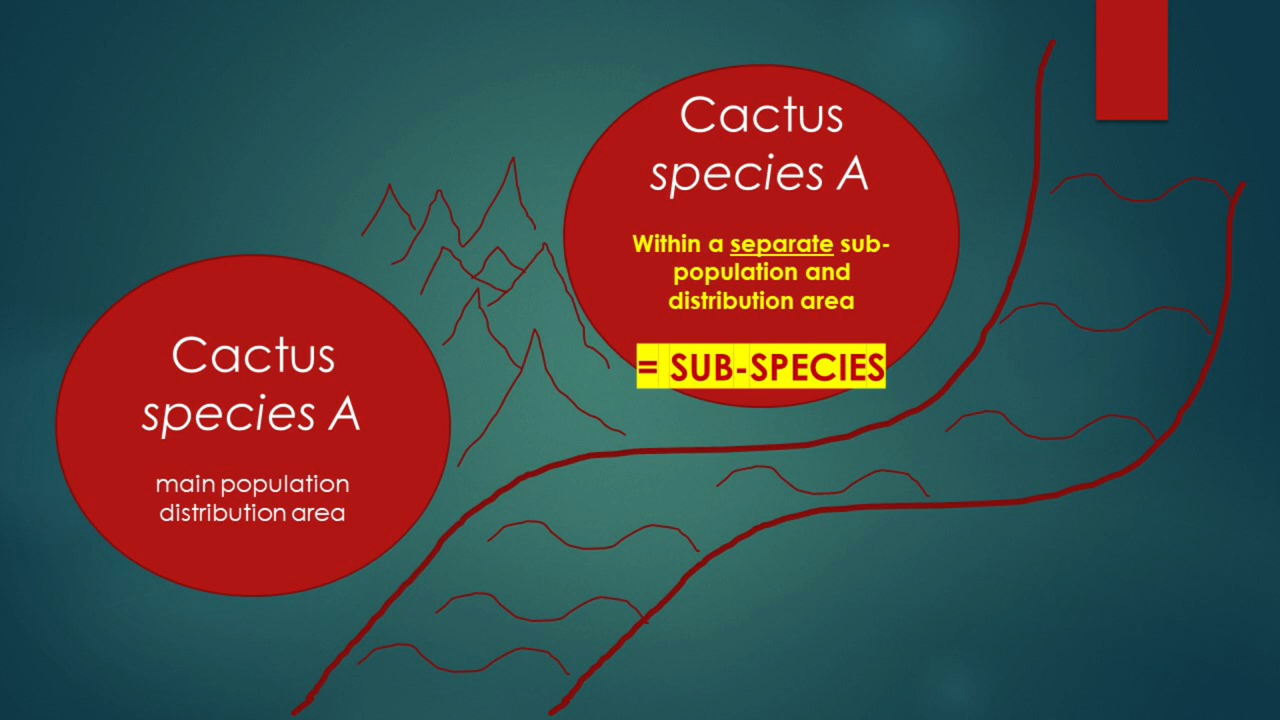 Cactus
species A
Within a separate sub-
population and
distribution area
= SUB-SPECIES
Cactus
species A
main population
distribution area